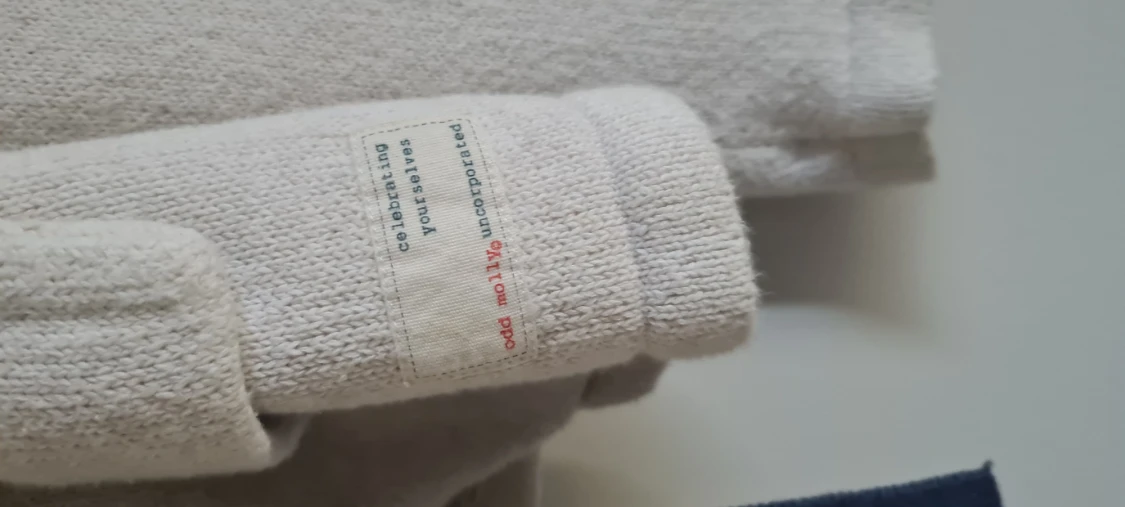 celebrating
yourselves
odd molly® uncorporated